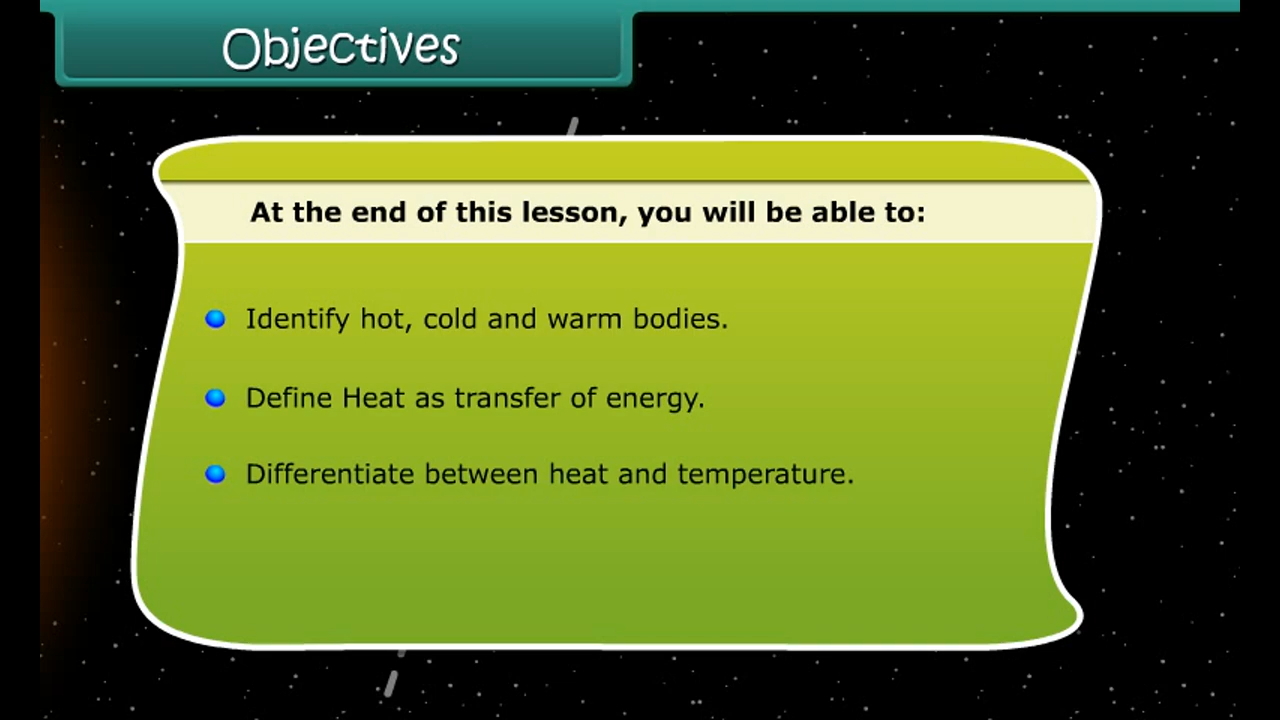 Objectives
At the end of this lesson, you will be able to:
Identify hot, cold and warm bodies.
Define Heat as transfer of energy.
Differentiate between heat and temperature.